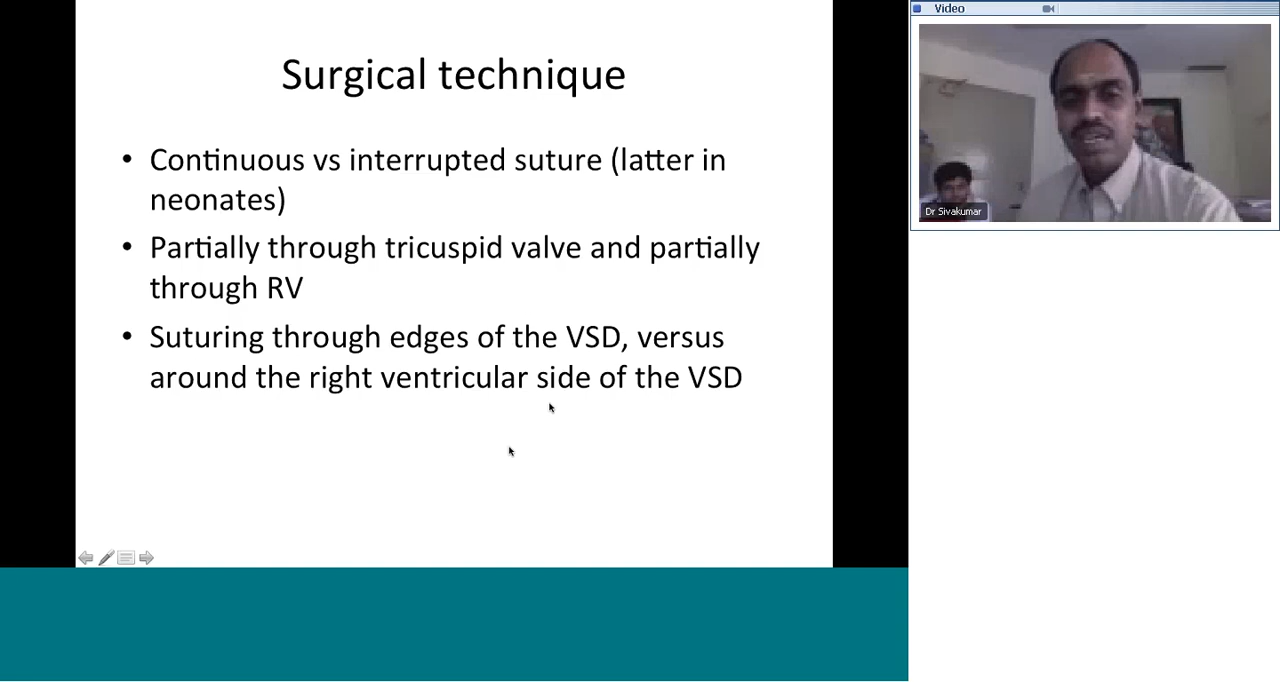 Surgical technique
• Continuous vs interrupted suture (latter in
neonates)
• Partially through tricuspid valve and partially
through RV
• Suturing through edges of the VSD, versus
around the right ventricular side of the VSD
Video
Dr Sivakumar